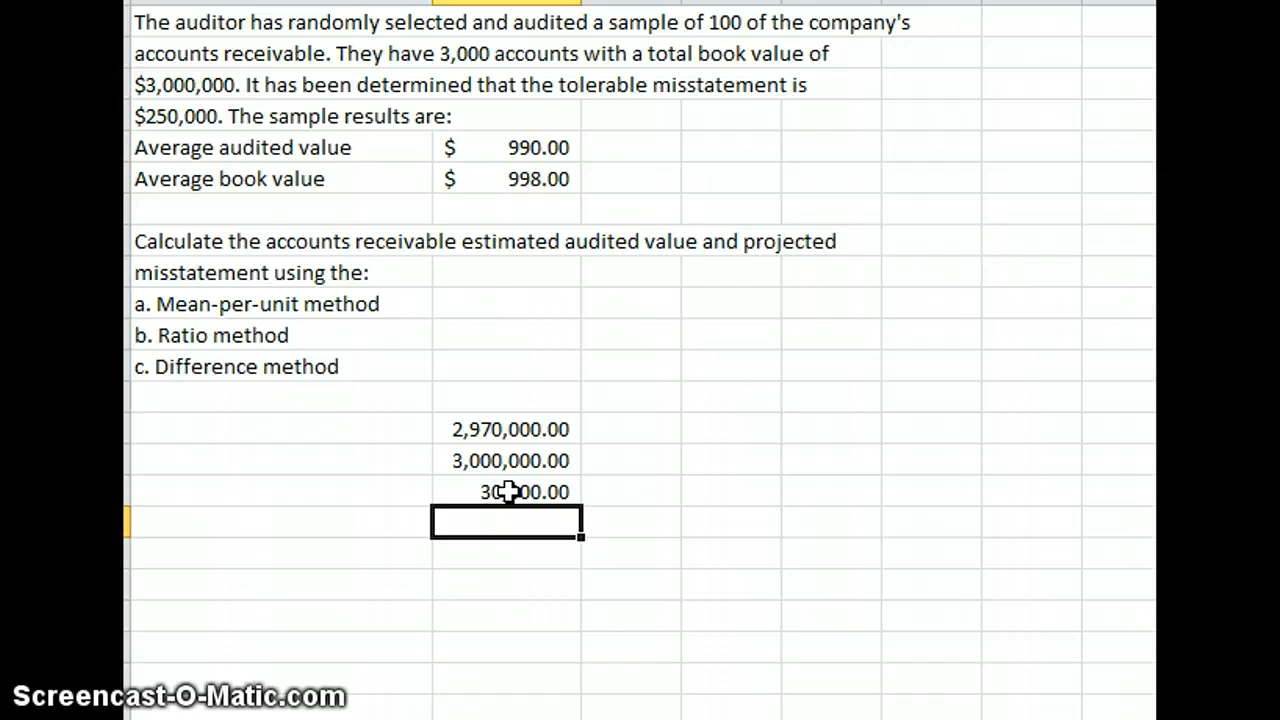 The auditor has randomly selected and audited a sample of 100 of the company's
accounts receivable. They have 3,000 accounts with a total book value of
$3,000,000. It has been determined that the tolerable misstatement is
$250,000. The sample results are:
Average audited value $ 990.00
Average book value $ 998.00
Calculate the accounts receivable estimated audited value and projected
misstatement using the:
a. Mean-per-unit method
b. Ratio method
c. Difference method
2,970,000.00
3,000,000.00
Screencast-O-Matic.com